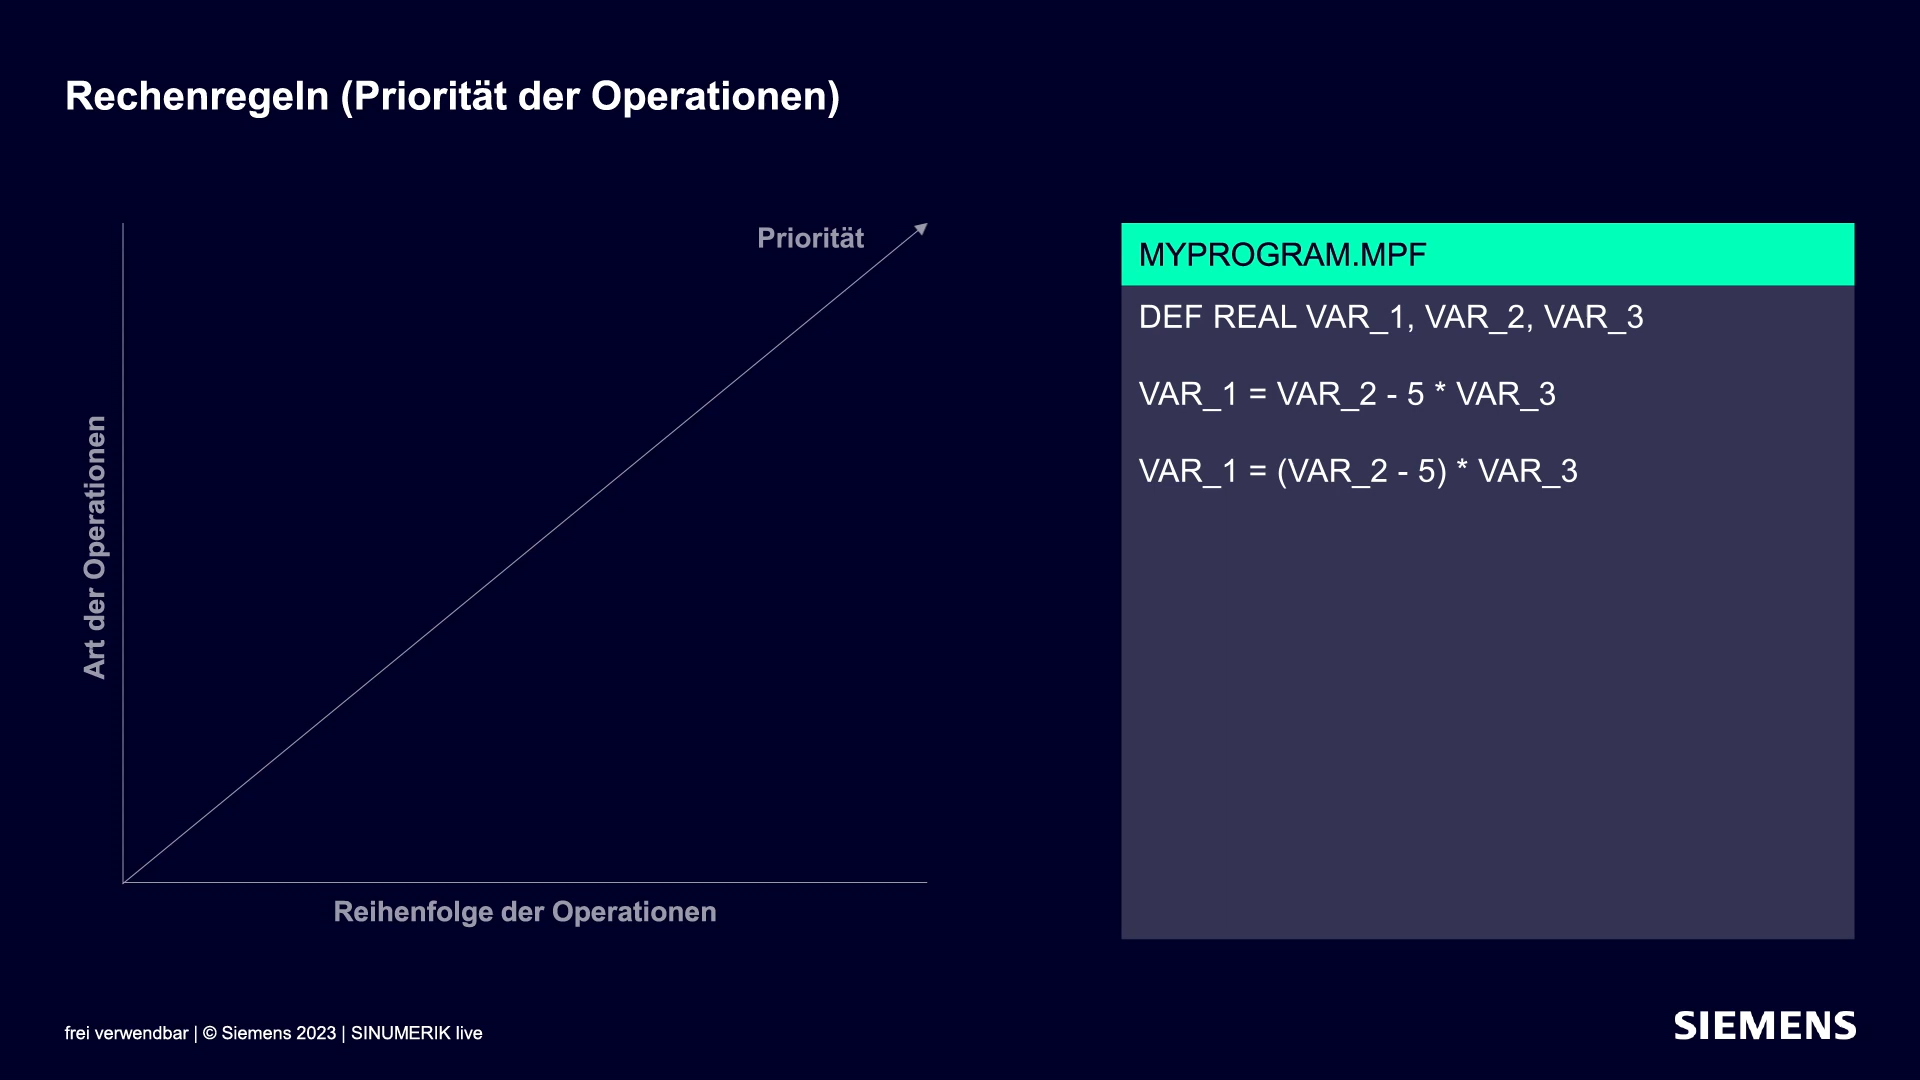 Rechenregeln (Priorität der Operationen)
Priorität
Art der Operationen
Reihenfolge der Operationen
MYPROGRAM.MPF
DEF REAL VAR_1, VAR_2, VAR_3
VAR_1 = VAR_2 - 5 * VAR_3
VAR_1 = (VAR_2 - 5) * VAR_3
frei verwendbar | © Siemens 2023 | SINUMERIK live
SIEMENS